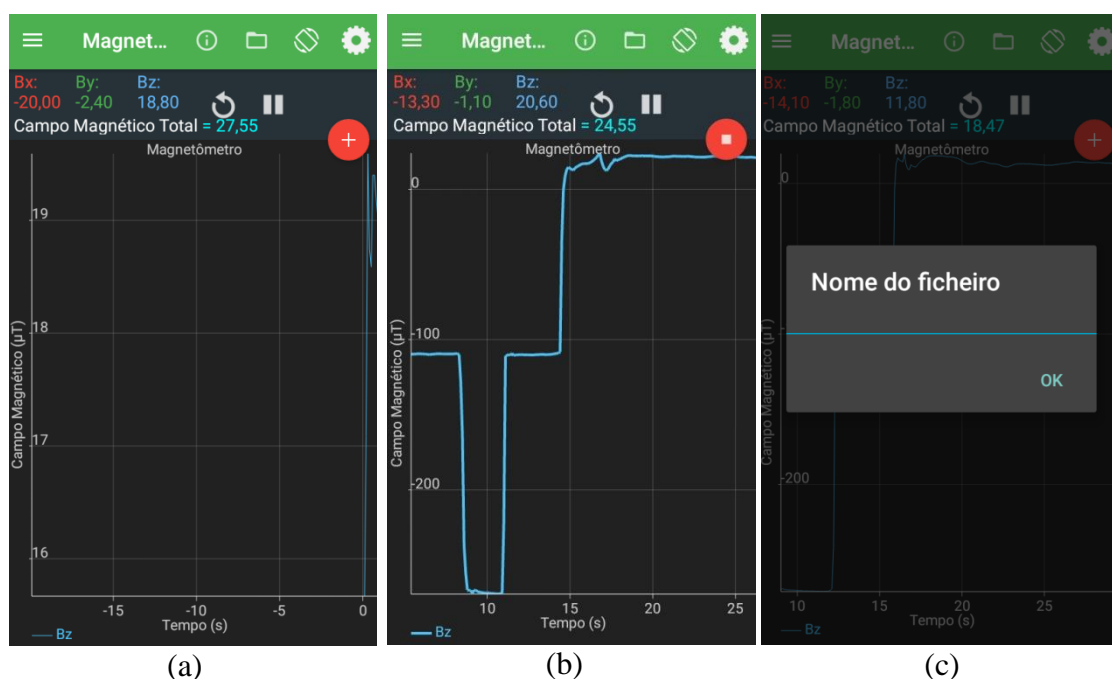 Magnet...
Bx: By: Bz:
-20,00 -2,40 18,80
Campo Magnético Total = 27,55
+
Magnetômetro
19
18
17
16
Campo Magnético (µT)
-15 -10 -5 0
Tempo (s)
Bz
(a)
Magnet...
Bx: By: Bz:
-13,30 -1,10 20,60
Campo Magnético Total = 24,55
Magnetômetro
0
-100
-200
Campo Magnético (µT)
10 15 20 25
Tempo (s)
Bz
(b)
Magnet...
Bx: By: Bz:
-14,10 -1,80 11,80
Campo Magnético Total = 18,47
+
Magnetômetro
0
Nome do ficheiro
OK
-200
Campo Magnético (µT)
10 15 20 25
Tempo (s)
Bz
(c)